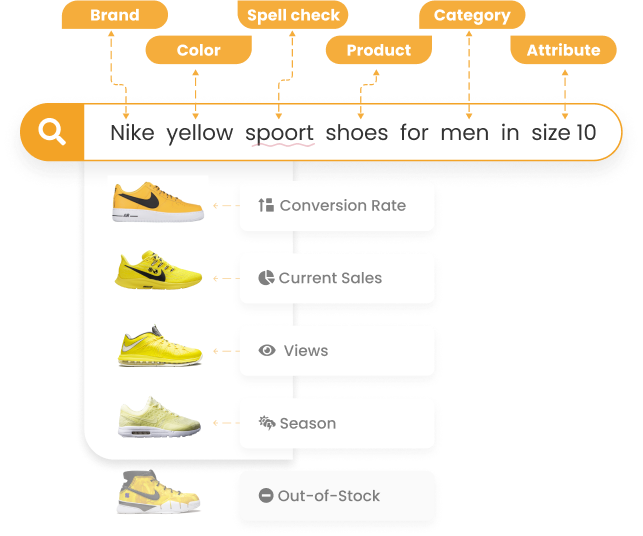 Brand Spell check Category
Color Product Attribute
Nike yellow spoort shoes for men in size 10
Conversion Rate
Current Sales
Views
Season
Out-of-Stock